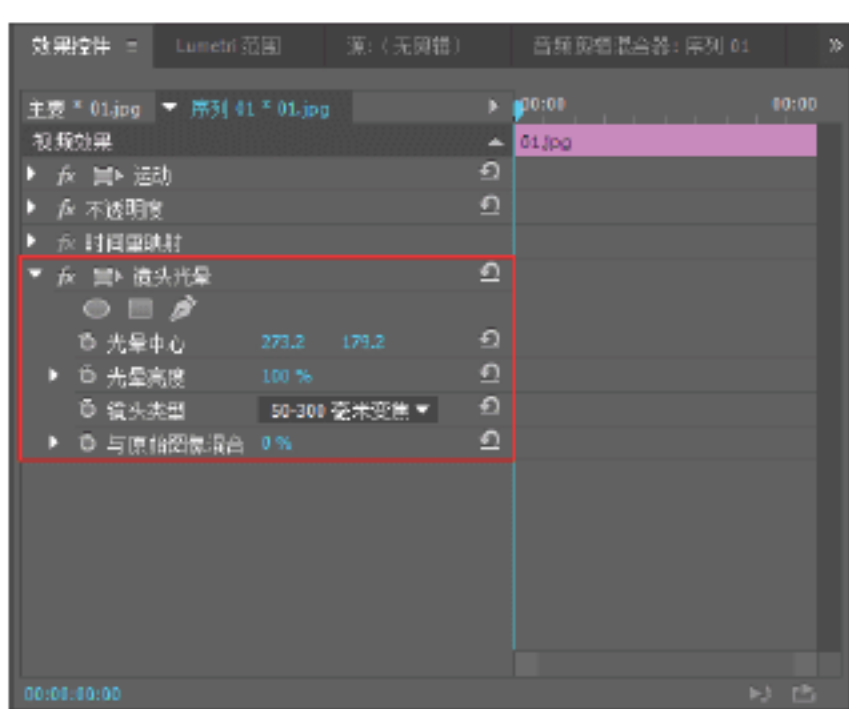 效果控件 Lumetri 范围 源:（无剪辑） 音频剪辑混合器: 序列 01
主要 * 01.jpg 序列 01 * 01.jpg 00:00 00:00
视频效果 01.jpg
fx 运动
fx 不透明度
fx 时间重映射
fx 镜头光晕
光晕中心 273.2 179.2
光晕亮度 100 %
镜头类型 50-300 毫米变焦
与原始图像混合 0 %
00:00:00:00